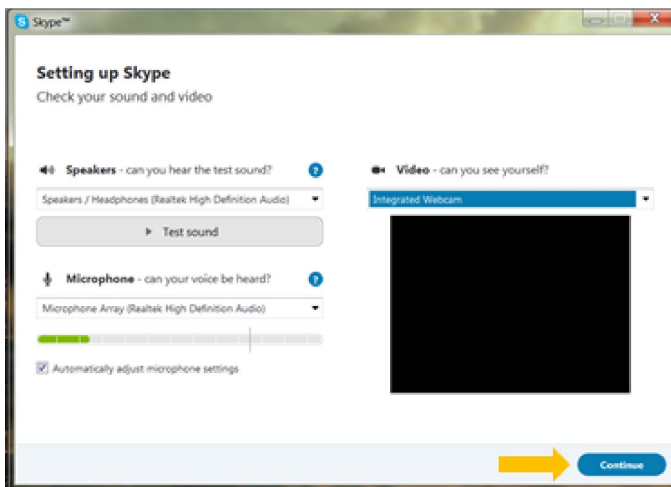 Skype™
Setting up Skype
Check your sound and video
Speakers - can you hear the test sound?
Speakers / Headphones (Realtek High Definition Audio)
Test sound
Microphone - can your voice be heard?
Microphone Array (Realtek High Definition Audio)
Automatically adjust microphone settings
Video - can you see yourself?
Integrated Webcam
Continue